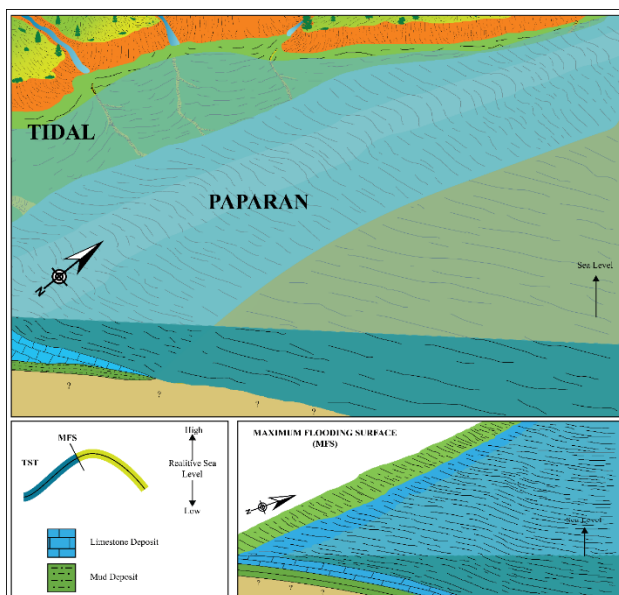 TIDAL
PAPARAN
N
Sea Level
? ? ? ?
MFS
TST
High
Realitive Sea
Level
Low
Limestone Deposit
Mud Deposit
MAXIMUM FLOODING SURFACE
(MFS)
Sea Level
? ? ? ?